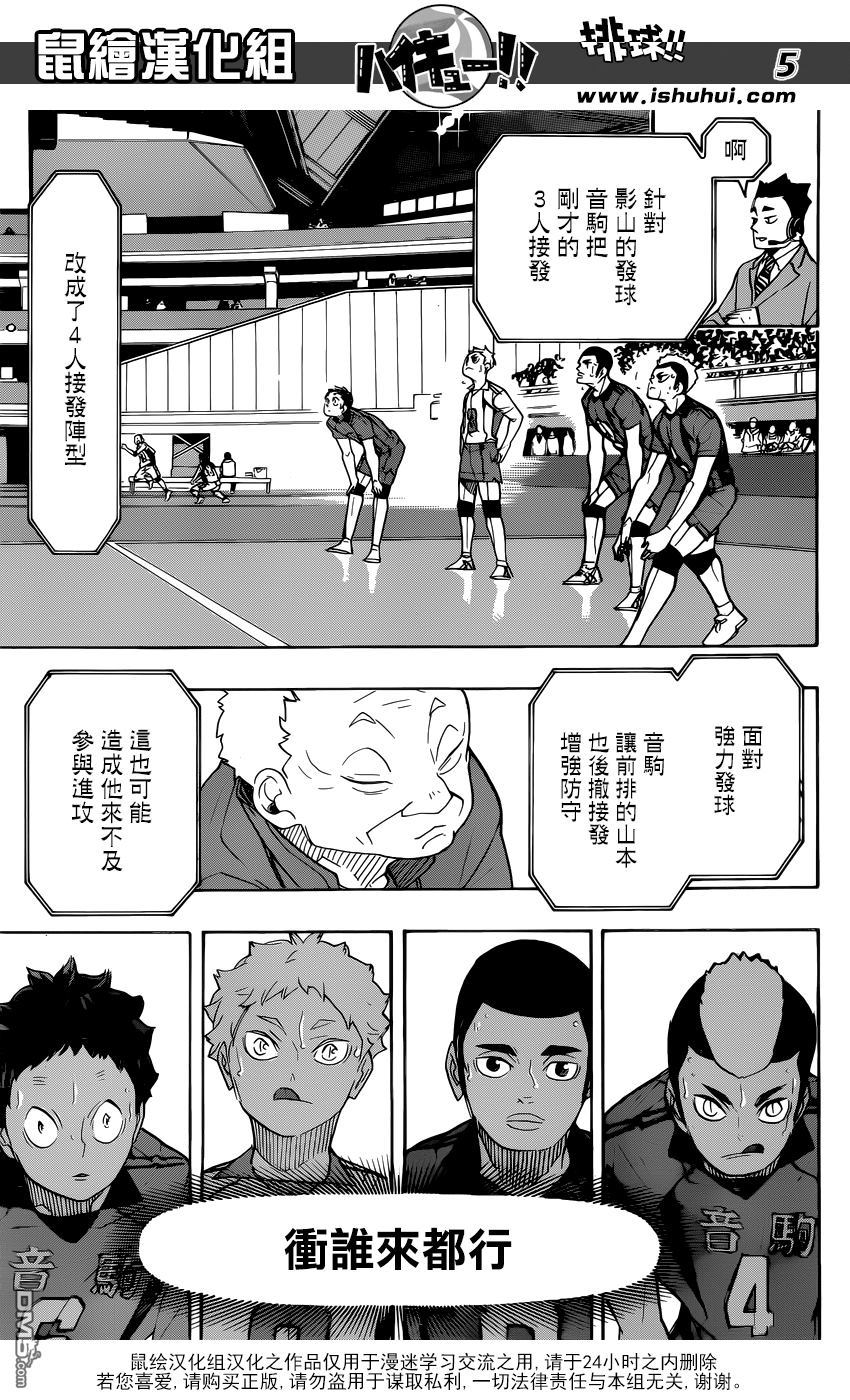 鼠繪漢化組
ハイキュー!!
排球!!
5
www.ishuhui.com
啊
針對
影山的發球
音駒把
剛才的
3人接發
改成了4人接發陣型
面對
強力發球
音駒
讓前排的山本
也後撤接發
增強防守
這也可能
造成他來不及
參與進攻
音駒
4
音
衝誰來都行
鼠绘汉化组汉化之作品仅用于漫迷学习交流之用, 请于24小时之内删除
若您喜爱, 请购买正版, 请勿盗用于谋取私利, 一切法律责任与本组无关, 谢谢。